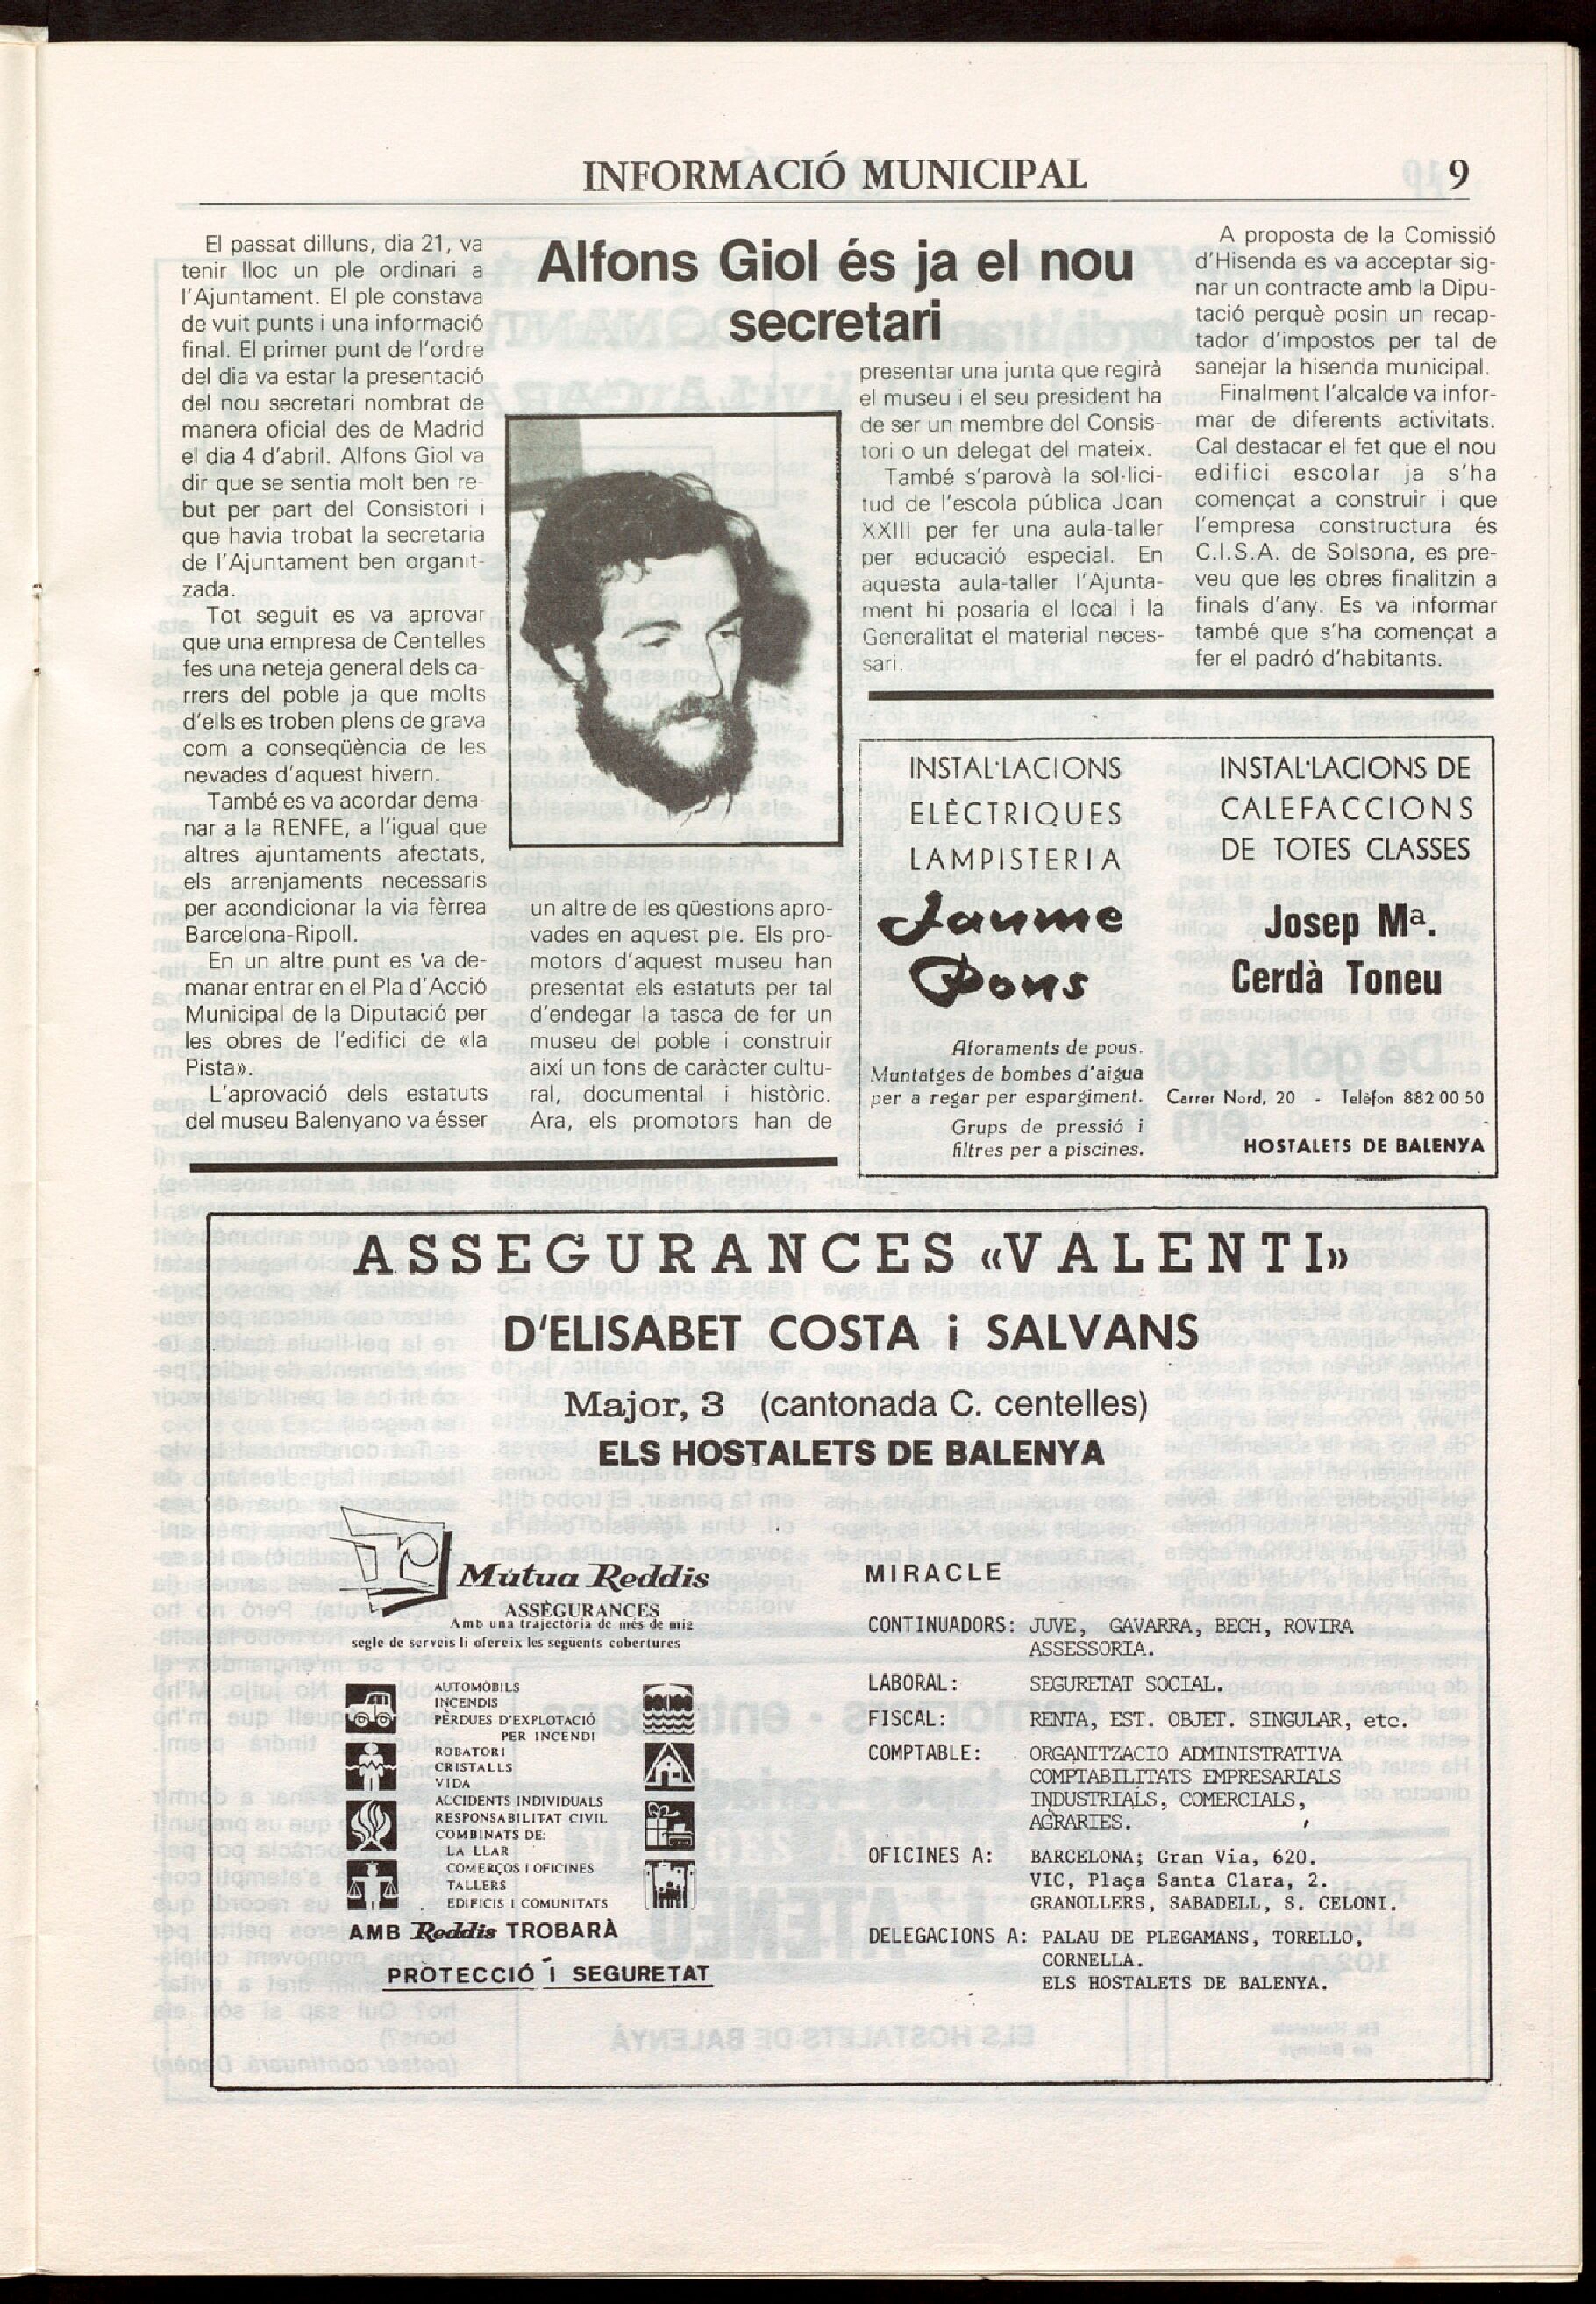 INFORMACIÓ MUNICIPAL
9
Alfons Giol és ja el nou
secretari
El passat dilluns, dia 21, va
tenir lloc un ple ordinari a
l'Ajuntament. El ple constava
de vuit punts i una informació
final. El primer punt de l'ordre
del dia va estar la presentació
del nou secretari nombrat de
manera oficial des de Madrid
el dia 4 d'abril. Alfons Giol va
dir que se sentia molt ben re-
but per part del Consistori i
que havia trobat la secretaria
de l'Ajuntament ben organit-
zada.
Tot seguit es va aprovar
que una empresa de Centelles
fes una neteja general dels ca-
rrers del poble ja que molts
d'ells es troben plens de grava
com a conseqüència de les
nevades d'aquest hivern.
També es va acordar dema-
nar a la RENFE, a l'igual que
altres ajuntaments afectats,
els arrenjaments necessaris
per acondicionar la via fèrrea
Barcelona-Ripoll.
En un altre punt es va de-
manar entrar en el Pla d'Acció
Municipal de la Diputació per
les obres de l'edifici de «la
Pista».
L'aprovació dels estatuts
del museu Balenyano va ésser
un altre de les qüestions apro-
vades en aquest ple. Els pro-
motors d'aquest museu han
presentat els estatuts per tal
d'endegar la tasca de fer un
museu del poble i construir
així un fons de caràcter cultu-
ral, documental i històric.
Ara, els promotors han de
presentar una junta que regirà
el museu i el seu president ha
de ser un membre del Consis-
tori o un delegat del mateix.
També s'parovà la sol·lici-
tud de l'escola pública Joan
XXIII per fer una aula-taller
per educació especial. En
aquesta aula-taller l'Ajunta-
ment hi posaria el local i la
Generalitat el material neces-
sari.
A proposta de la Comissió
d'Hisenda es va acceptar sig-
nar un contracte amb la Dipu-
tació perquè posin un recap-
tador d'impostos per tal de
sanejar la hisenda municipal.
Finalment l'alcalde va infor-
mar de diferents activitats.
Cal destacar el fet que el nou
edifici escolar ja s'ha
començat a construir i que
l'empresa constructura és
C.I.S.A. de Solsona, es pre-
veu que les obres finalitzin a
finals d'any. Es va informar
també que s'ha començat a
fer el padró d'habitants.
INSTAL·LACIONS
ELÈCTRIQUES
LAMPISTERIA
Jaume
Pons
Aforaments de pous.
Muntatges de bombes d'aigua
per a regar per espargiment.
Grups de pressió i
filtres per a piscines.
INSTAL·LACIONS DE
CALEFACCIONS
DE TOTES CLASSES
Josep Mª.
Cerdà Toneu
Carrer Nord, 20 - Telèfon 882 00 50
HOSTALETS DE BALENYA
ASSEGURANCES «VALENTI»
D'ELISABET COSTA i SALVANS
Major, 3 (cantonada C. centelles)
ELS HOSTALETS DE BALENYA
Mútua Reddis
ASSEGURANCES
Amb una trajectòria de més de mig
segle de serveis li ofereix les següents cobertures
AUTOMÒBILS
INCENDIS
PÈRDUES D'EXPLOTACIÓ
PER INCENDI
ROBATORI
CRISTALLS
VIDA
ACCIDENTS INDIVIDUALS
RESPONSABILITAT CIVIL
COMBINATS DE:
LA LLAR
COMERÇOS I OFICINES
TALLERS
EDIFICIS I COMUNITATS
AMB Reddis TROBARÀ
PROTECCIÓ I SEGURETAT
MIRACLE
CONTINUADORS: JUVE, GAVARRA, BECH, ROVIRA
ASSESSORIA.
LABORAL: SEGURETAT SOCIAL.
FISCAL: RENTA, EST. OBJET. SINGULAR, etc.
COMPTABLE: ORGANITZACIO ADMINISTRATIVA
COMPTABILITATS EMPRESARIALS
INDUSTRIALS, COMERCIALS,
AGRARIES.
OFICINES A: BARCELONA; Gran Via, 620.
VIC, Plaça Santa Clara, 2.
GRANOLLERS, SABADELL, S. CELONI.
DELEGACIONS A: PALAU DE PLEGAMANS, TORELLO,
CORNELLA.
ELS HOSTALETS DE BALENYA.